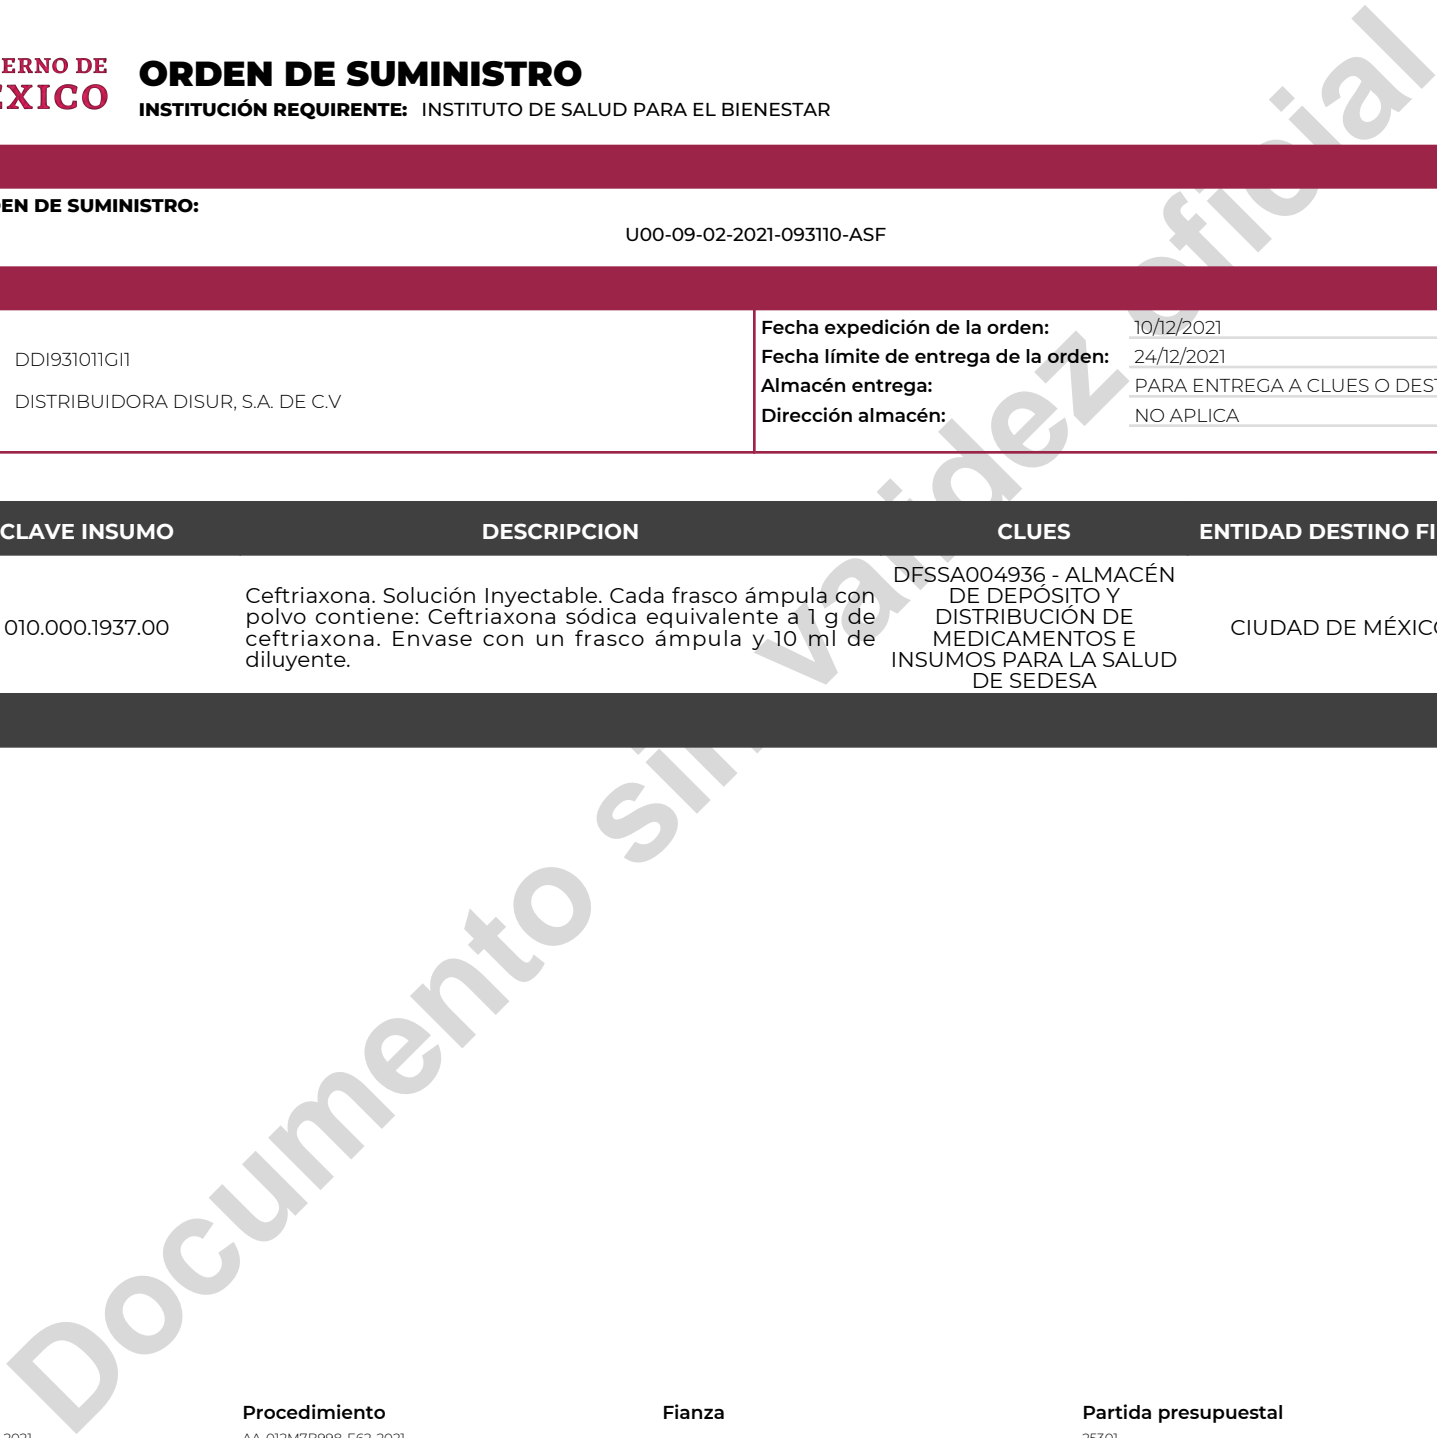 ERNO DE
ÉXICO
ORDEN DE SUMINISTRO
INSTITUCIÓN REQUIRENTE: INSTITUTO DE SALUD PARA EL BIENESTAR
EN DE SUMINISTRO:
U00-09-02-2021-093110-ASF
DDI931011GI1
DISTRIBUIDORA DISUR, S.A. DE C.V
Fecha expedición de la orden: 10/12/2021
Fecha límite de entrega de la orden: 24/12/2021
Almacén entrega: PARA ENTREGA A CLUES O DEST
Dirección almacén: NO APLICA
CLAVE INSUMO DESCRIPCION CLUES ENTIDAD DESTINO FI
010.000.1937.00
Ceftriaxona. Solución Inyectable. Cada frasco ámpula con
polvo contiene: Ceftriaxona sódica equivalente a 1 g de
ceftriaxona. Envase con un frasco ámpula y 10 ml de
diluyente.
DFSSA004936 - ALMACÉN
DE DEPÓSITO Y
DISTRIBUCIÓN DE
MEDICAMENTOS E
INSUMOS PARA LA SALUD
DE SEDESA
CIUDAD DE MÉXICO
Documento sin validez oficial
Procedimiento Fianza Partida presupuestal